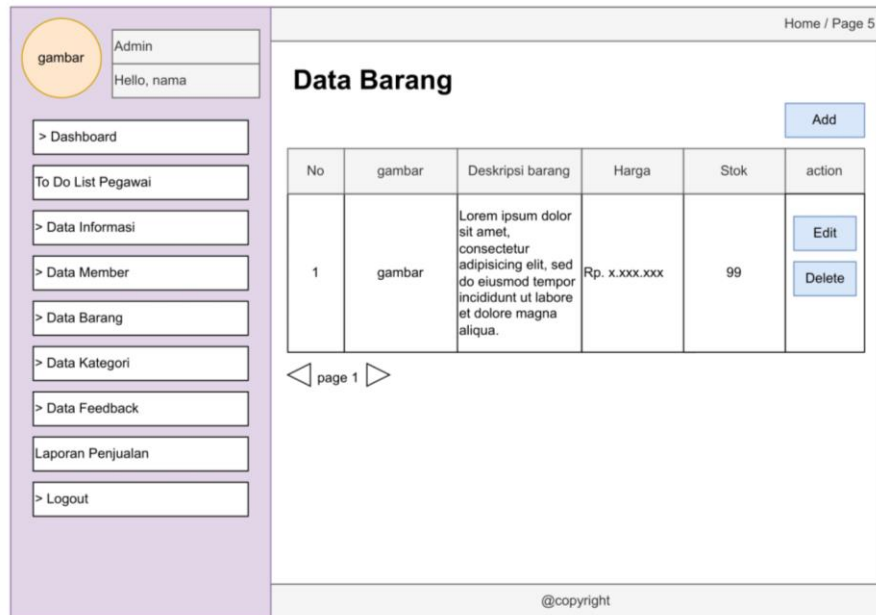 Home / Page 5
gambar
Admin
Hello, nama
> Dashboard
To Do List Pegawai
> Data Informasi
> Data Member
> Data Barang
> Data Kategori
> Data Feedback
Laporan Penjualan
> Logout
Data Barang
Add
No gambar Deskripsi barang Harga Stok action
1
gambar
Lorem ipsum dolor
sit amet,
consectetur
adipisicing elit, sed
do eiusmod tempor
incididunt ut labore
et dolore magna
aliqua.
Rp. x.xxx.xxx
99
Edit
Delete
page 1
@copyright